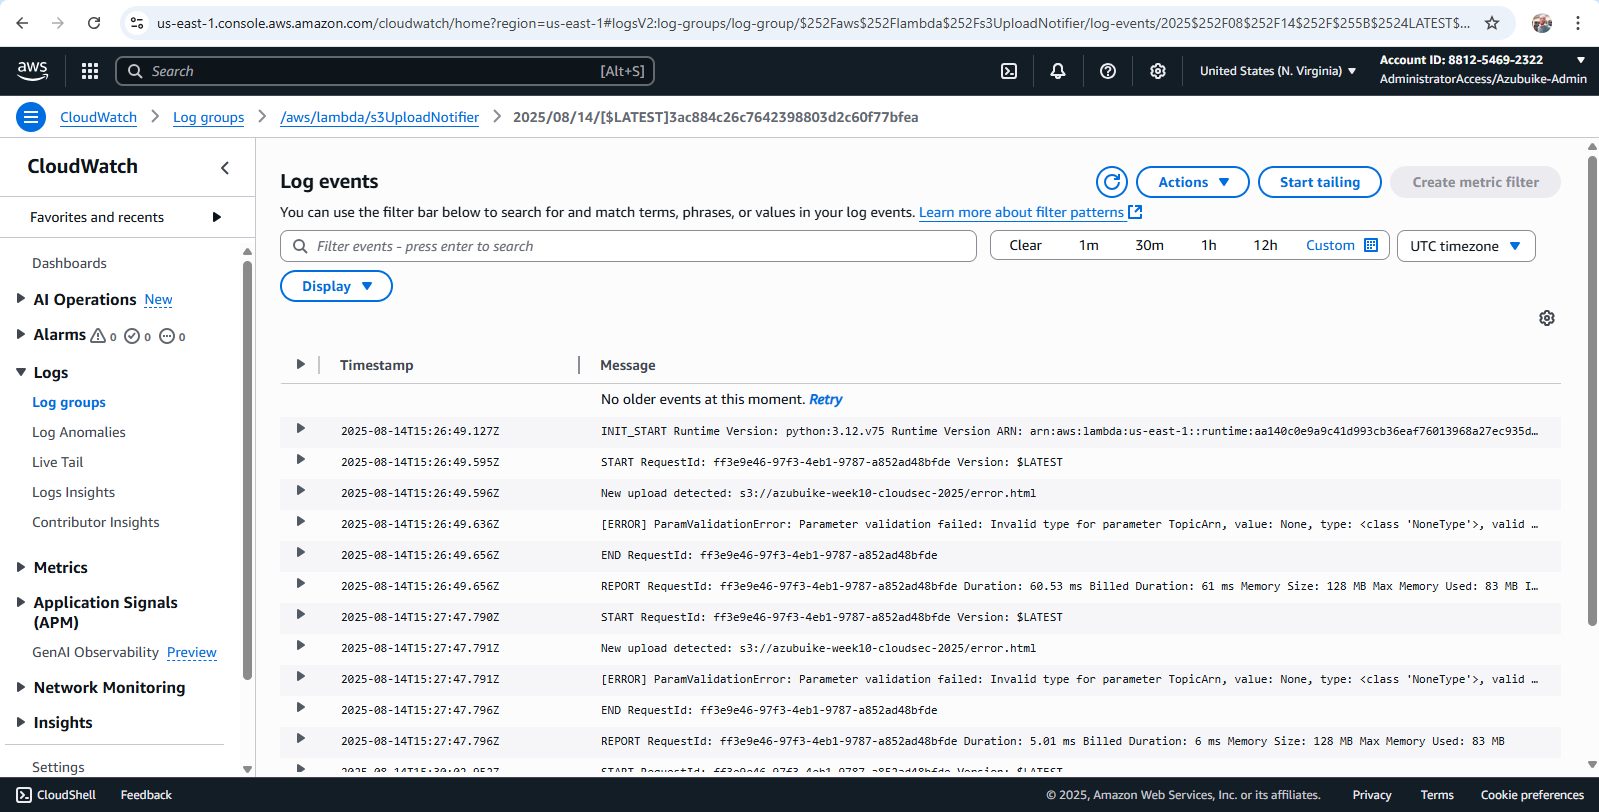 us-east-1.console.aws.amazon.com/cloudwatch/home?region=us-east-1#logsV2:log-groups/log-group/$252Faws$252Flambda$252Fs3UploadNotifier/log-events/2025$252F08$252F14$252F$255B$2524LATEST$...
aws
Search [Alt+S]
United States (N. Virginia)
Account ID: 8812-5469-2322
AdministratorAccess/Azubuike-Admin
CloudWatch
Log groups
/aws/lambda/s3UploadNotifier
2025/08/14/[$LATEST]3ac884c26c7642398803d2c60f77bfea
CloudWatch
Favorites and recents
Dashboards
AI Operations New
Alarms 0 0 0
Logs
Log groups
Log Anomalies
Live Tail
Logs Insights
Contributor Insights
Metrics
Application Signals
(APM)
GenAI Observability Preview
Network Monitoring
Insights
Settings
Log events
Actions
Start tailing
Create metric filter
You can use the filter bar below to search for and match terms, phrases, or values in your log events. Learn more about filter patterns
Filter events - press enter to search
Clear 1m 30m 1h 12h Custom
UTC timezone
Display
Timestamp Message
No older events at this moment. Retry
2025-08-14T15:26:49.127Z INIT_START Runtime Version: python:3.12.v75 Runtime Version ARN: arn:aws:lambda:us-east-1::runtime:aa140c0e9a9c41d993cb36eaf76013968a27ec935d…
2025-08-14T15:26:49.595Z START RequestId: ff3e9e46-97f3-4eb1-9787-a852ad48bfde Version: $LATEST
2025-08-14T15:26:49.596Z New upload detected: s3://azubuike-week10-cloudsec-2025/error.html
2025-08-14T15:26:49.636Z [ERROR] ParamValidationError: Parameter validation failed: Invalid type for parameter TopicArn, value: None, type: <class 'NoneType'>, valid …
2025-08-14T15:26:49.656Z END RequestId: ff3e9e46-97f3-4eb1-9787-a852ad48bfde
2025-08-14T15:26:49.656Z REPORT RequestId: ff3e9e46-97f3-4eb1-9787-a852ad48bfde Duration: 60.53 ms Billed Duration: 61 ms Memory Size: 128 MB Max Memory Used: 83 MB I…
2025-08-14T15:27:47.790Z START RequestId: ff3e9e46-97f3-4eb1-9787-a852ad48bfde Version: $LATEST
2025-08-14T15:27:47.791Z New upload detected: s3://azubuike-week10-cloudsec-2025/error.html
2025-08-14T15:27:47.791Z [ERROR] ParamValidationError: Parameter validation failed: Invalid type for parameter TopicArn, value: None, type: <class 'NoneType'>, valid …
2025-08-14T15:27:47.796Z END RequestId: ff3e9e46-97f3-4eb1-9787-a852ad48bfde
2025-08-14T15:27:47.796Z REPORT RequestId: ff3e9e46-97f3-4eb1-9787-a852ad48bfde Duration: 5.01 ms Billed Duration: 6 ms Memory Size: 128 MB Max Memory Used: 83 MB
2025-08-14T15:30:02.952Z START RequestId: ff3e9e46-97f3-4eb1-9787-a852ad48bfde Version: $LATEST
CloudShell Feedback
© 2025, Amazon Web Services, Inc. or its affiliates. Privacy Terms Cookie preferences